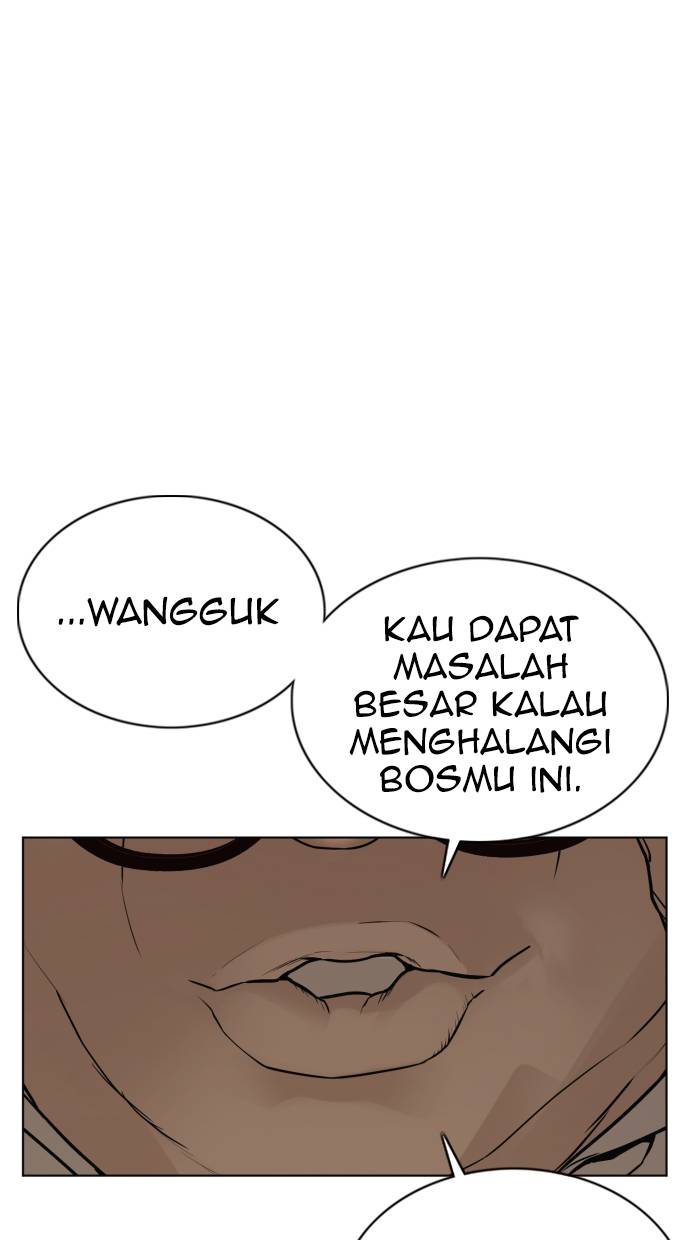 ...WANGGUK
KAU DAPAT
MASALAH
BESAR KALAU
MENGHALANGI
BOSMU INI.